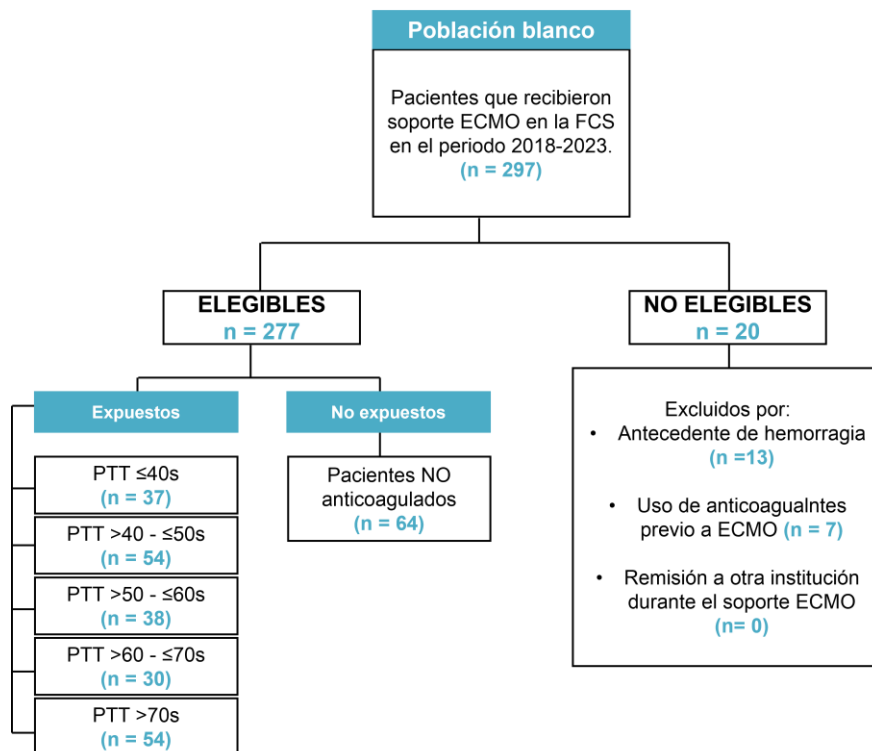 Población blanco
Pacientes que recibieron
soporte ECMO en la FCS
en el periodo 2018-2023.
(n = 297)
ELEGIBLES
n = 277
NO ELEGIBLES
n = 20
Expuestos
No expuestos
PTT ≤40s
(n = 37)
PTT >40 - ≤50s
(n = 54)
PTT >50 - ≤60s
(n = 38)
PTT >60 - ≤70s
(n = 30)
PTT >70s
(n = 54)
Pacientes NO
anticoagulados
(n = 64)
Excluidos por:
• Antecedente de hemorragia
(n =13)
• Uso de anticoagualntes
previo a ECMO (n = 7)
• Remisión a otra institución
durante el soporte ECMO
(n= 0)